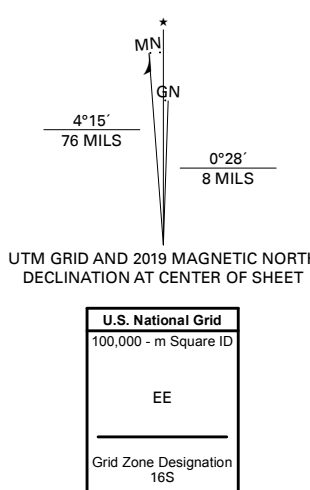 ★
MN
GN
4°15´
76 MILS
0°28´
8 MILS
UTM GRID AND 2019 MAGNETIC NORTH
DECLINATION AT CENTER OF SHEET
U.S. National Grid
100,000 - m Square ID
EE
Grid Zone Designation
16S